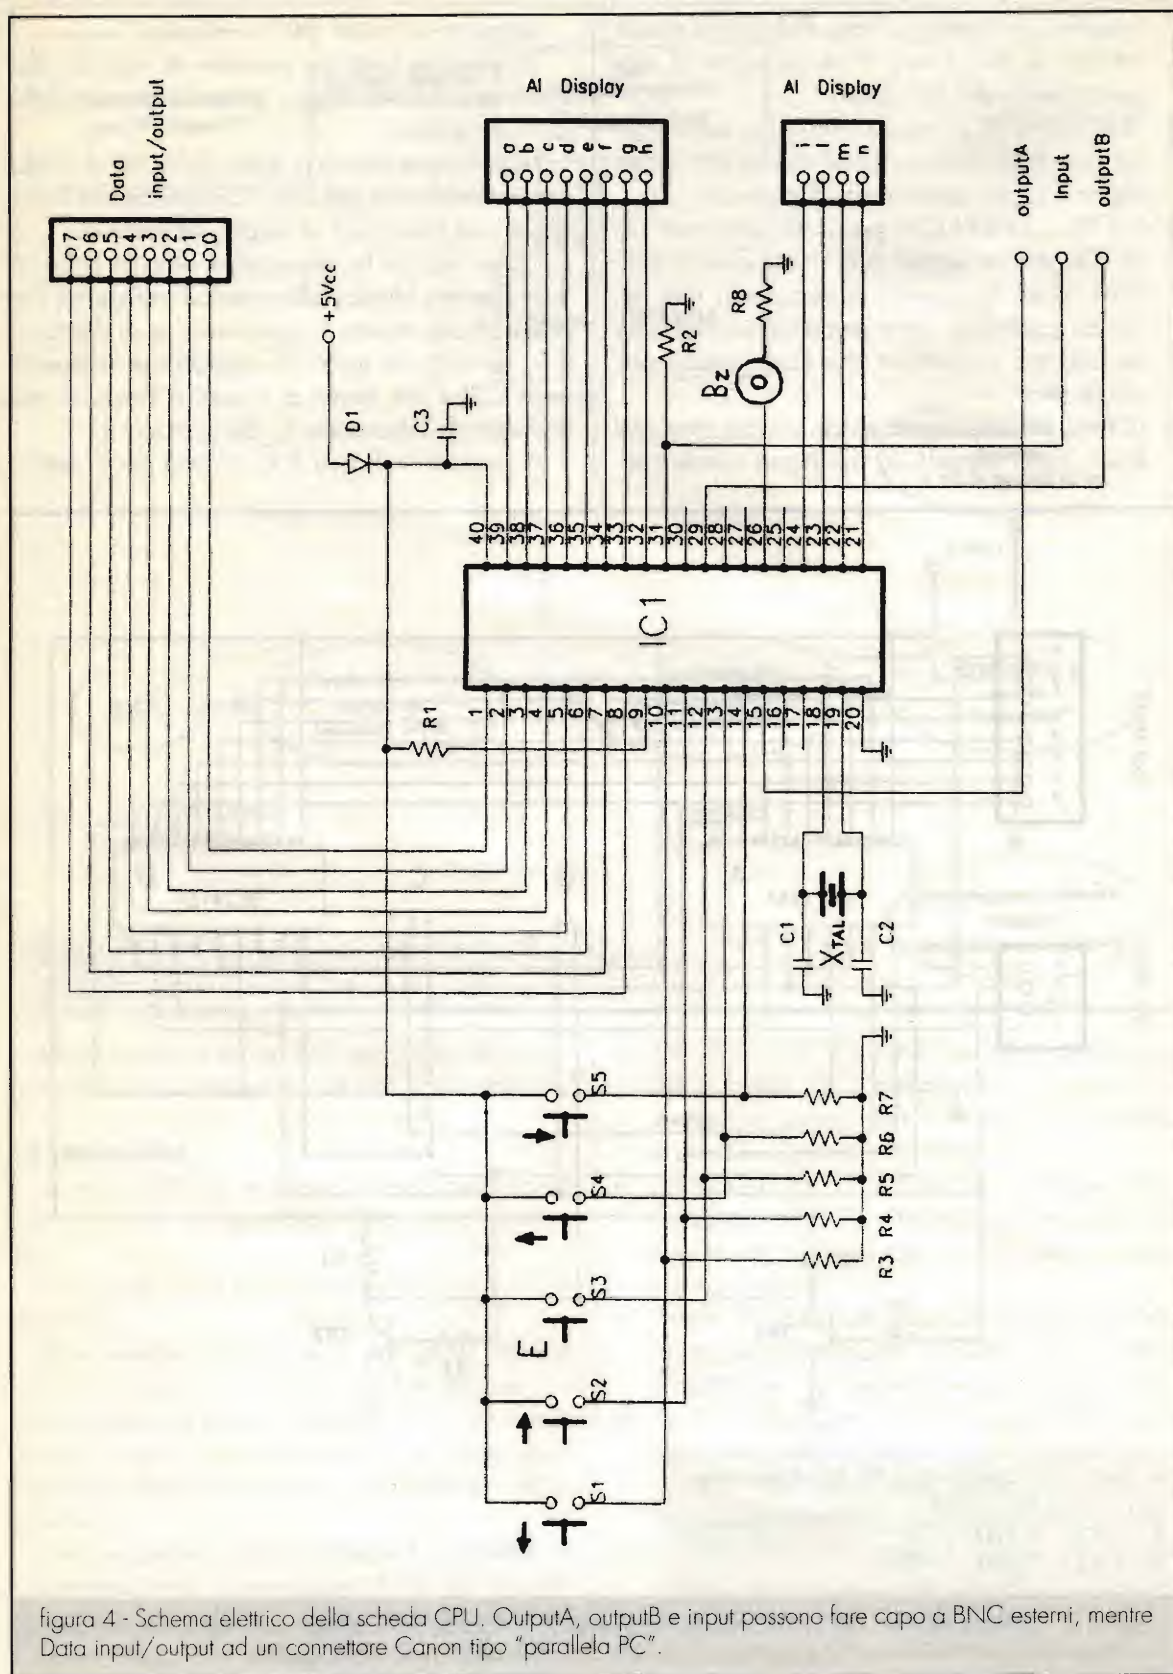 Al Display
Al Display
Data
input/output
7
6
5
4
3
2
1
0
a
b
c
d
e
f
g
h
i
l
m
n
outputA
Input
outputB
+5Vcc
D1
C3
R2
R8
Bz
40
39
38
37
36
35
34
33
32
31
30
29
28
27
26
25
24
23
22
21
IC1
1
2
3
4
5
6
7
8
9
10
11
12
13
14
15
16
17
18
19
20
R1
C1
XTAL
C2
S5
S4
S3
E
S2
S1
R7
R6
R5
R4
R3
figura 4 - Schema elettrico della scheda CPU. OutputA, outputB e input possono fare capo a BNC esterni, mentre
Data input/output ad un connettore Canon tipo "parallela PC".